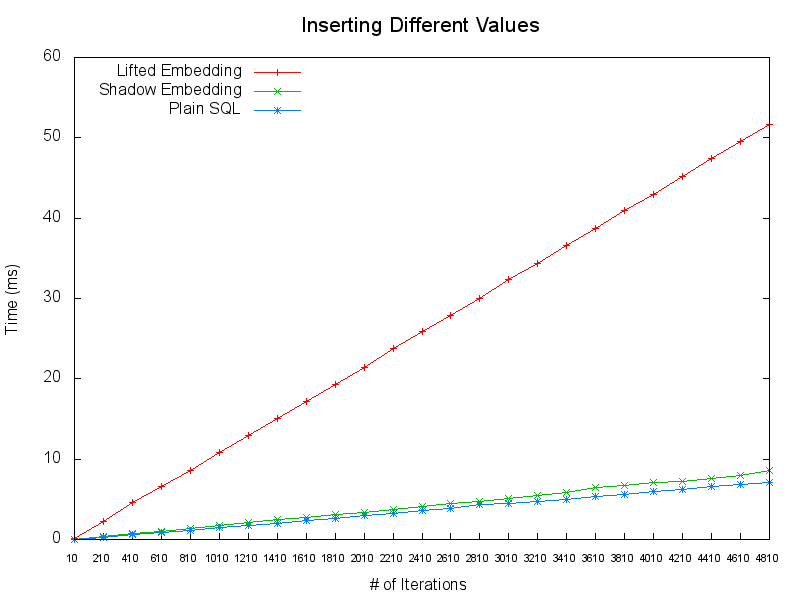 Inserting Different Values
Lifted Embedding
Shadow Embedding
Plain SQL
60
50
40
30
20
10
0
Time (ms)
10 210 410 610 810 1010 1210 1410 1610 1810 2010 2210 2410 2610 2810 3010 3210 3410 3610 3810 4010 4210 4410 4610 4810
# of Iterations